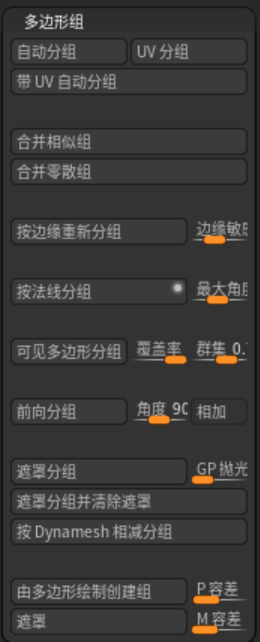 多边形组
自动分组 UV 分组
带 UV 自动分组
合并相似组
合并零散组
按边缘重新分组 边缘敏
按法线分组 最大角
可见多边形分组 覆盖率 群集 0.
前向分组 角度 90 相加
遮罩分组 GP 抛光
遮罩分组并清除遮罩
按 Dynamesh 相减分组
由多边形绘制创建组 P 容差
遮罩 M 容差